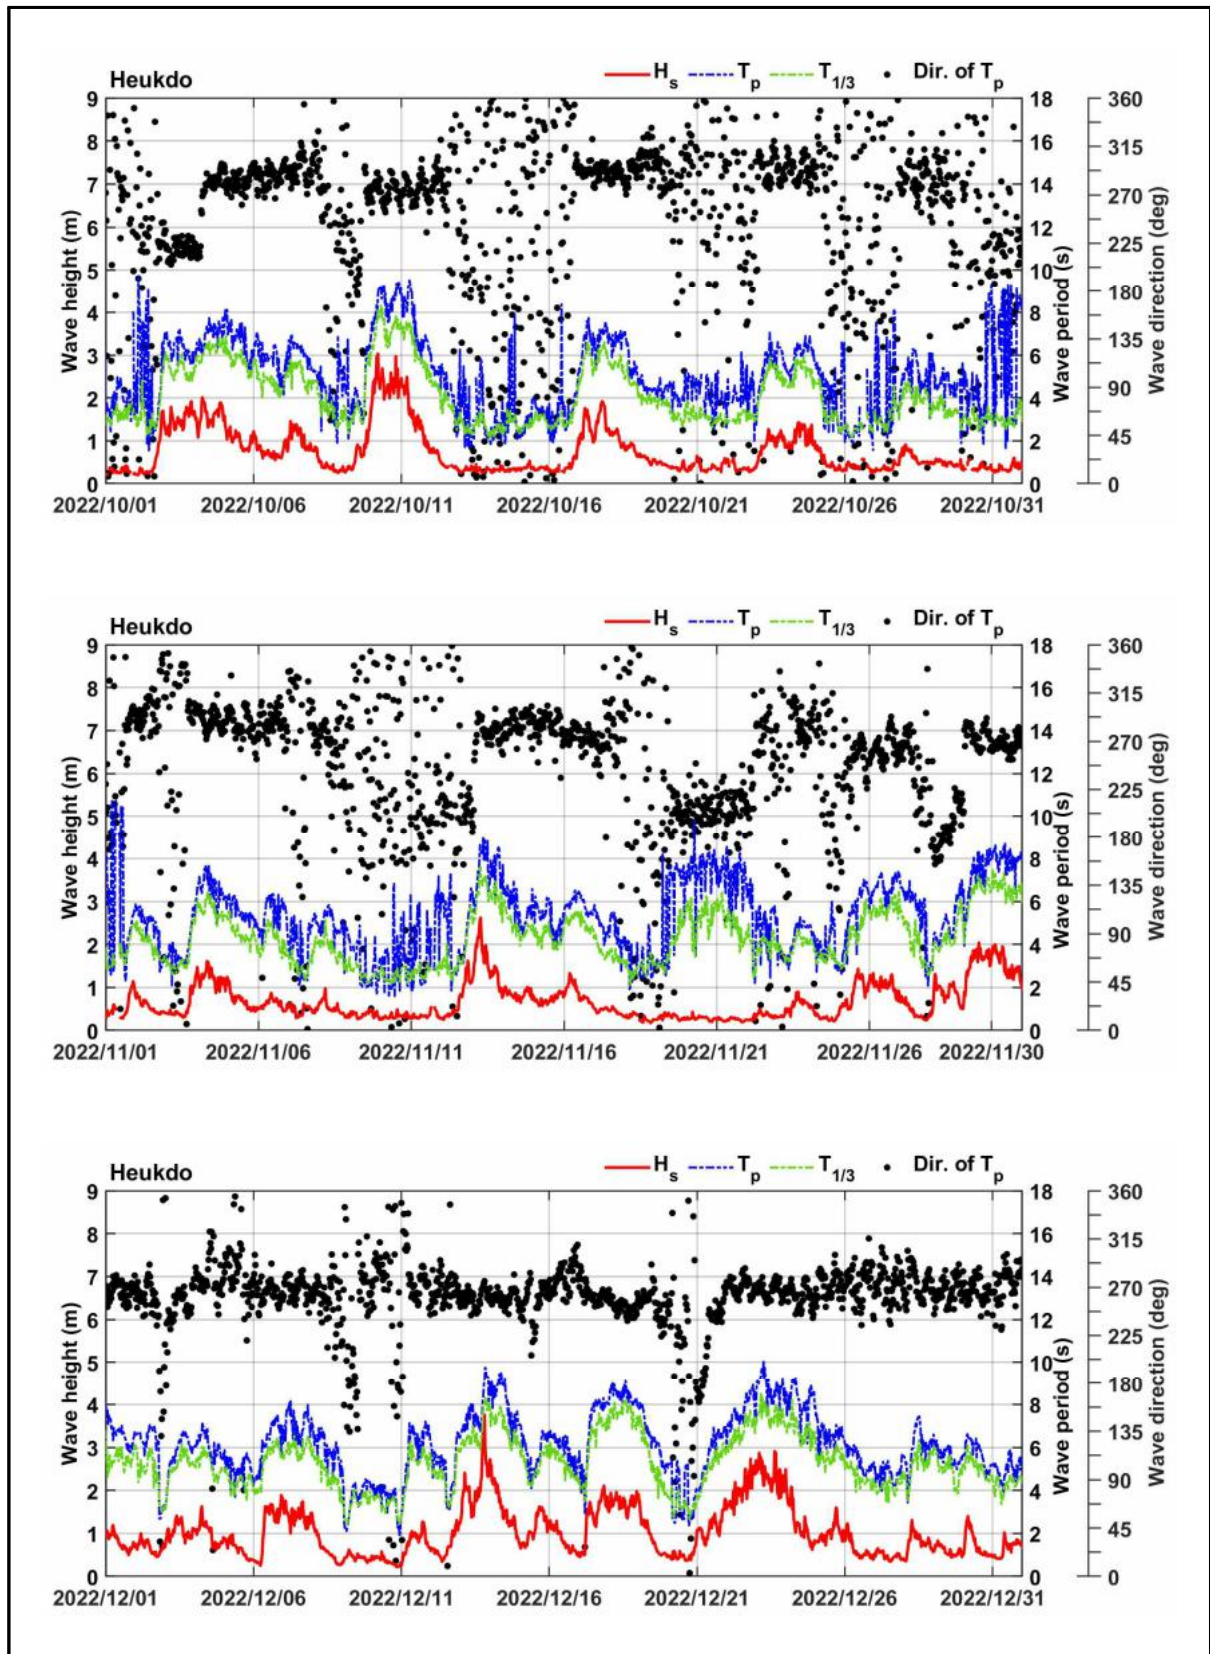 Heukdo
Hs Tp T1/3 Dir. of Tp
9 18 360
8 16 315
7 14 270
6 12 225
5 10 180
4 8 135
3 6 90
2 4 45
1 2
0 0 0
Wave height (m)
Wave period (s)
Wave direction (deg)
2022/10/01 2022/10/06 2022/10/11 2022/10/16 2022/10/21 2022/10/26 2022/10/31
Heukdo
Hs Tp T1/3 Dir. of Tp
9 18 360
8 16 315
7 14 270
6 12 225
5 10 180
4 8 135
3 6 90
2 4 45
1 2
0 0 0
Wave height (m)
Wave period (s)
Wave direction (deg)
2022/11/01 2022/11/06 2022/11/11 2022/11/16 2022/11/21 2022/11/26 2022/11/30
Heukdo
Hs Tp T1/3 Dir. of Tp
9 18 360
8 16 315
7 14 270
6 12 225
5 10 180
4 8 135
3 6 90
2 4 45
1 2
0 0 0
Wave height (m)
Wave period (s)
Wave direction (deg)
2022/12/01 2022/12/06 2022/12/11 2022/12/16 2022/12/21 2022/12/26 2022/12/31